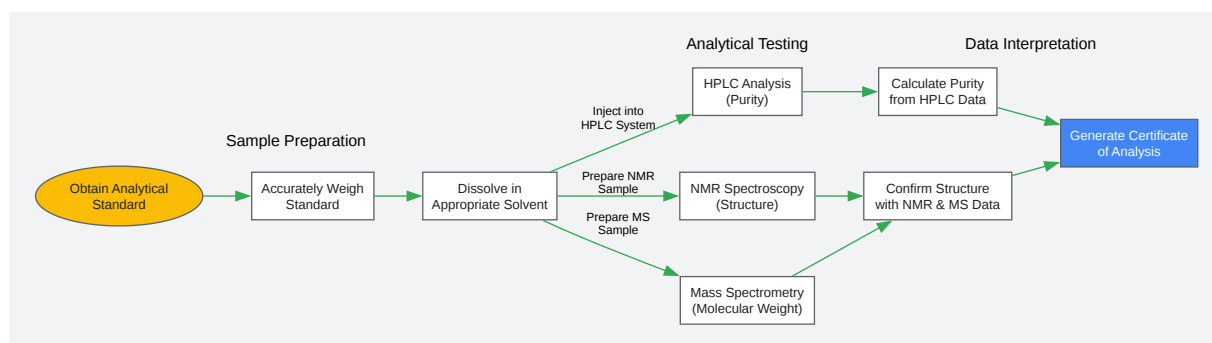 Analytical Testing
Data Interpretation
HPLC Analysis
(Purity)
Calculate Purity
from HPLC Data
Inject into
HPLC System
Sample Preparation
Generate Certificate
of Analysis
Obtain Analytical
Standard
Accurately Weigh
Standard
Dissolve in
Appropriate Solvent
Prepare NMR
Sample
NMR Spectroscopy
(Structure)
Confirm Structure
with NMR & MS Data
Prepare MS
Sample
Mass Spectrometry
(Molecular Weight)